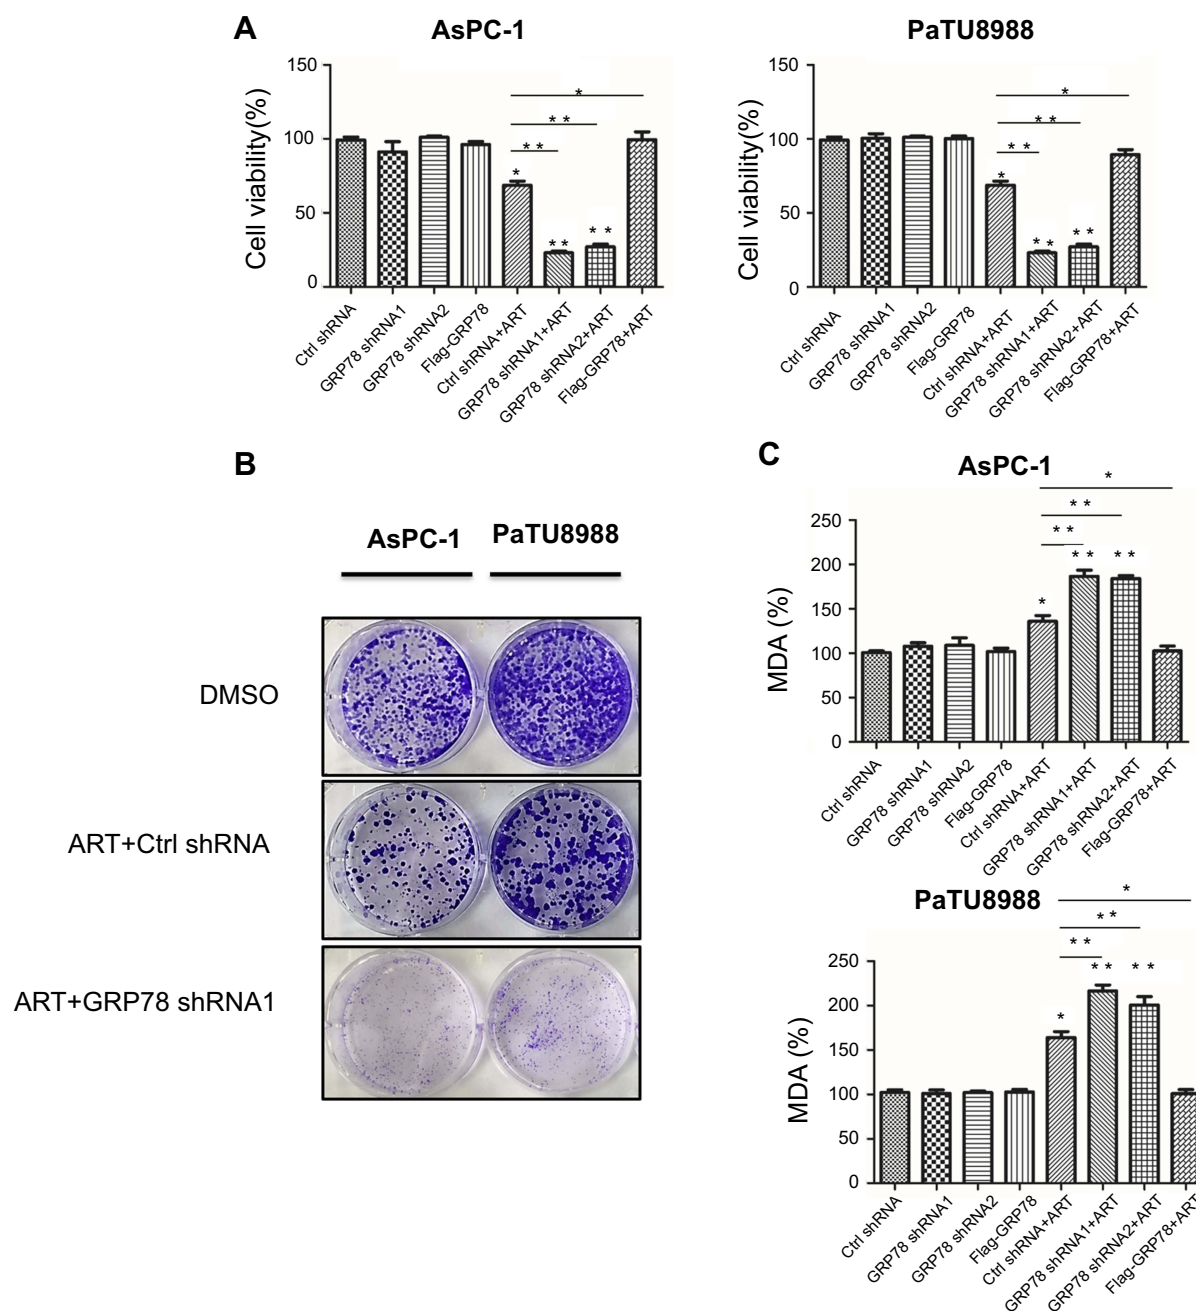 A
AsPC-1
Cell viability(%)
150
100
50
0
*
* *
* *
*
* *
* *
Ctrl shRNA
GRP78 shRNA1
GRP78 shRNA2
Flag-GRP78
Ctrl shRNA+ART
GRP78 shRNA1+ART
GRP78 shRNA2+ART
Flag-GRP78+ART
PaTU8988
Cell viability(%)
150
100
50
0
*
* *
* *
*
* *
* *
Ctrl shRNA
GRP78 shRNA1
GRP78 shRNA2
Flag-GRP78
Ctrl shRNA+ART
GRP78 shRNA1+ART
GRP78 shRNA2+ART
Flag-GRP78+ART
B
AsPC-1 PaTU8988
DMSO
ART+Ctrl shRNA
ART+GRP78 shRNA1
C
AsPC-1
MDA (%)
250
200
150
100
50
0
*
* *
* *
* * * *
*
Ctrl shRNA
GRP78 shRNA1
GRP78 shRNA2
Flag-GRP78
Ctrl shRNA+ART
GRP78 shRNA1+ART
GRP78 shRNA2+ART
Flag-GRP78+ART
PaTU8988
MDA (%)
250
200
150
100
50
0
*
* *
* *
* * * *
*
Ctrl shRNA
GRP78 shRNA1
GRP78 shRNA2
Flag-GRP78
Ctrl shRNA+ART
GRP78 shRNA1+ART
GRP78 shRNA2+ART
Flag-GRP78+ART